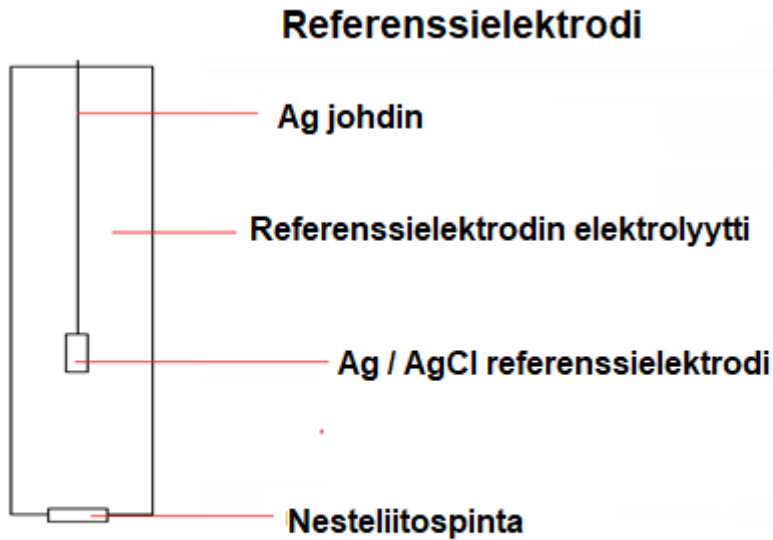 Referenssielektrodi
Ag johdin
Referenssielektrodin elektrolyytti
Ag / AgCl referenssielektrodi
Nesteliitospinta